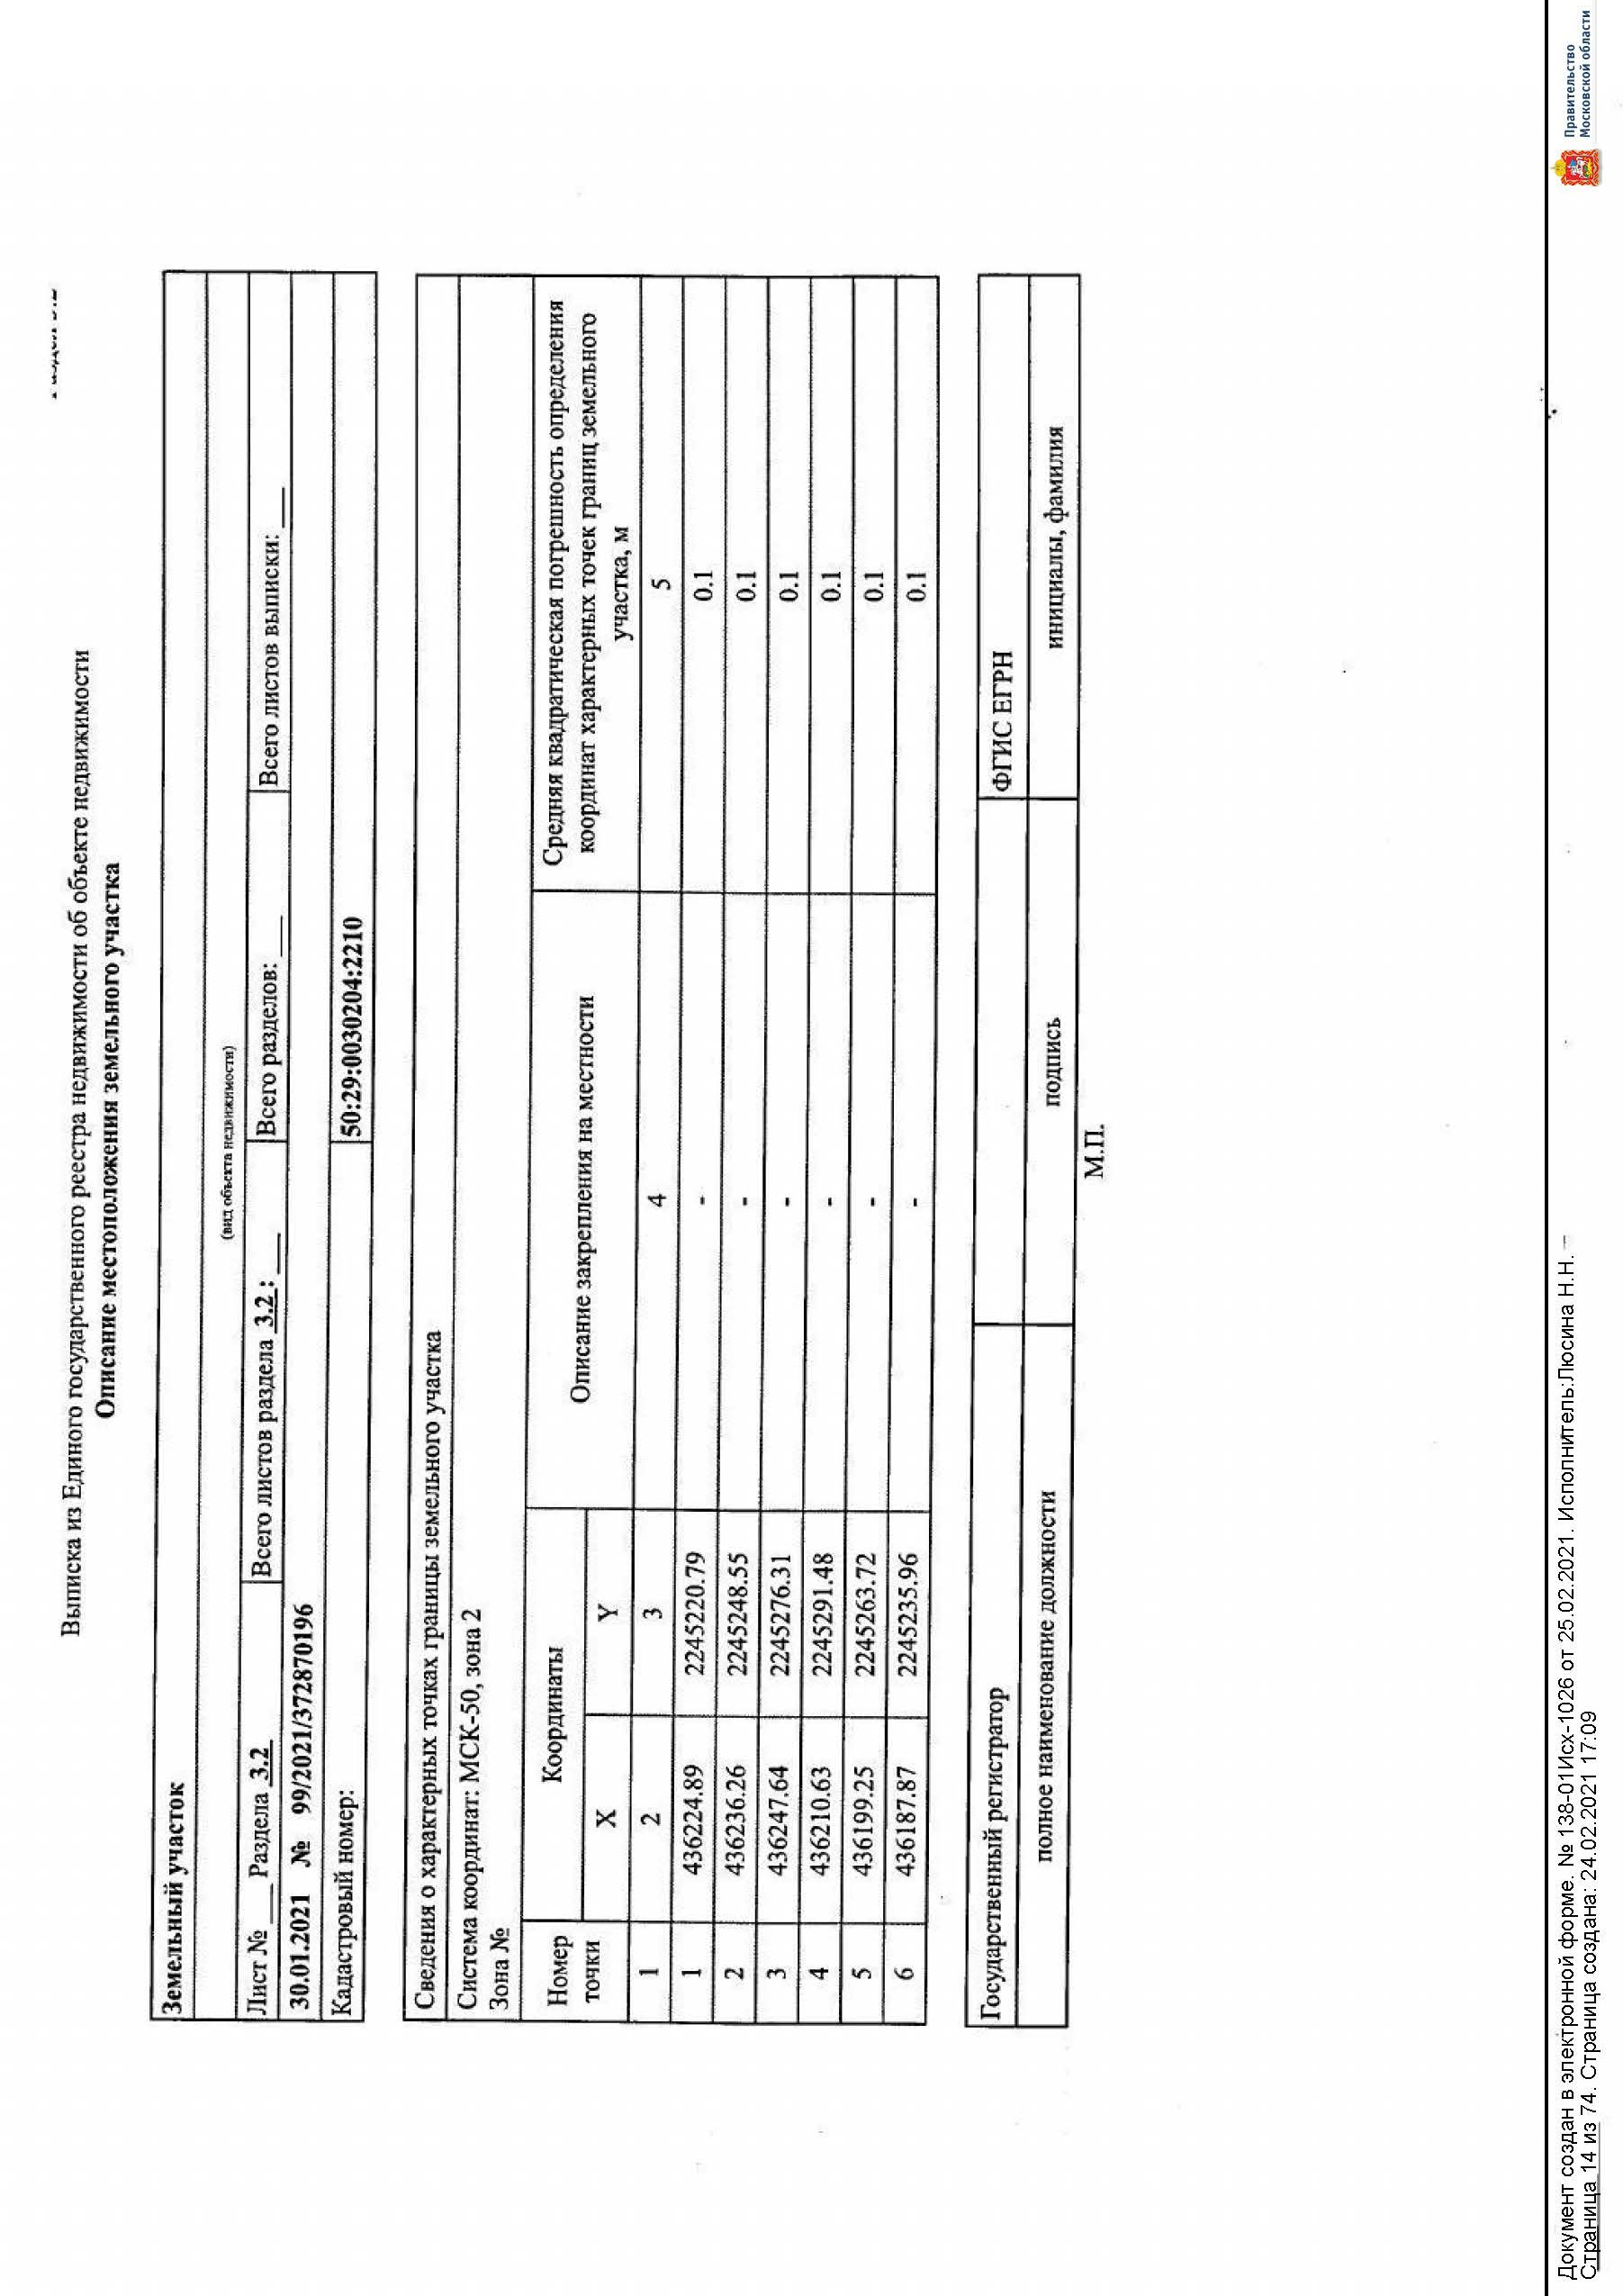 Выписка из Единого государственного реестра недвижимости об объекте недвижимости
Описание местоположения земельного участка
Земельный участок
(вид объекта недвижимости)
Лист № ___ Раздела 3.2 Всего листов раздела 3.2 : ___ Всего разделов: ___ Всего листов выписки: ___
30.01.2021 № 99/2021/372870196
Кадастровый номер: 50:29:0030204:2210
Сведения о характерных точках границы земельного участка
Система координат: МСК-50, зона 2
Зона №
Номер точки Координаты Описание закрепления на местности Средняя квадратическая погрешность определения
координат характерных точек границ земельного
участка, м
X Y
1 2 3 4 5
1 436224.89 2245220.79 - 0.1
2 436236.26 2245248.55 - 0.1
3 436247.64 2245276.31 - 0.1
4 436210.63 2245291.48 - 0.1
5 436199.25 2245263.72 - 0.1
6 436187.87 2245235.96 - 0.1
Государственный регистратор ФГИС ЕГРН
полное наименование должности подпись инициалы, фамилия
М.П.
Документ создан в электронной форме. № 138-01Исх-1026 от 25.02.2021. Исполнитель:Люсина Н.Н.
Страница 14 из 74. Страница создана: 24.02.2021 17:09
Правительство
Московской области